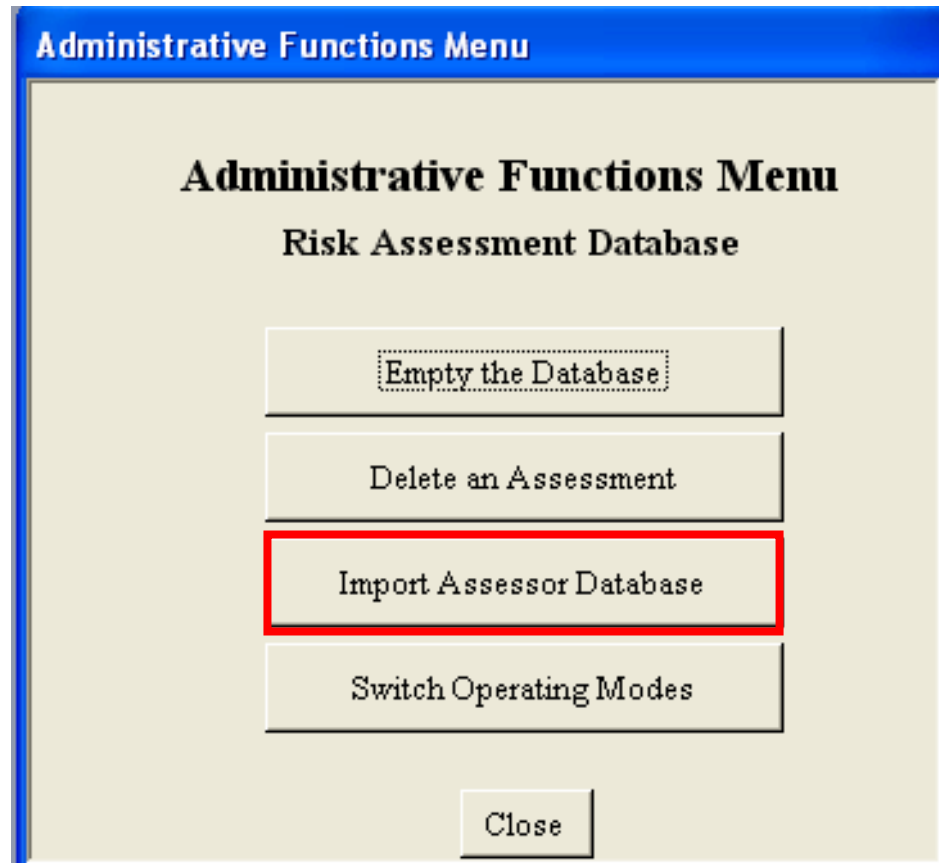 Administrative Functions Menu
Administrative Functions Menu
Risk Assessment Database
Empty the Database
Delete an Assessment
Import Assessor Database
Switch Operating Modes
Close